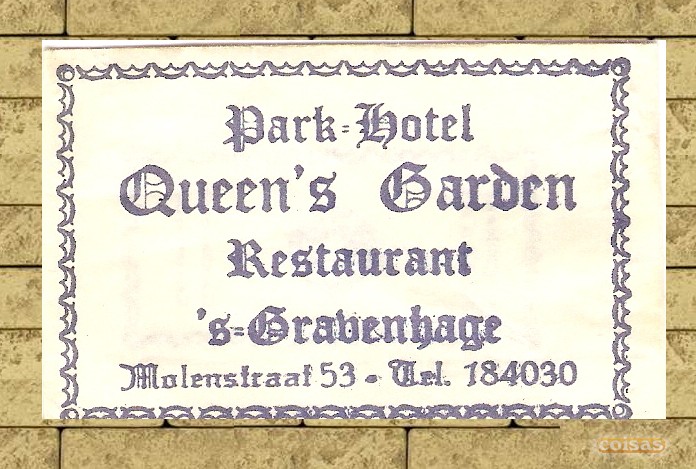 Park-Hotel
Queen's Garden
Restaurant
's-Gravenhage
Molenstraat 53 • Tel. 184030
coisas